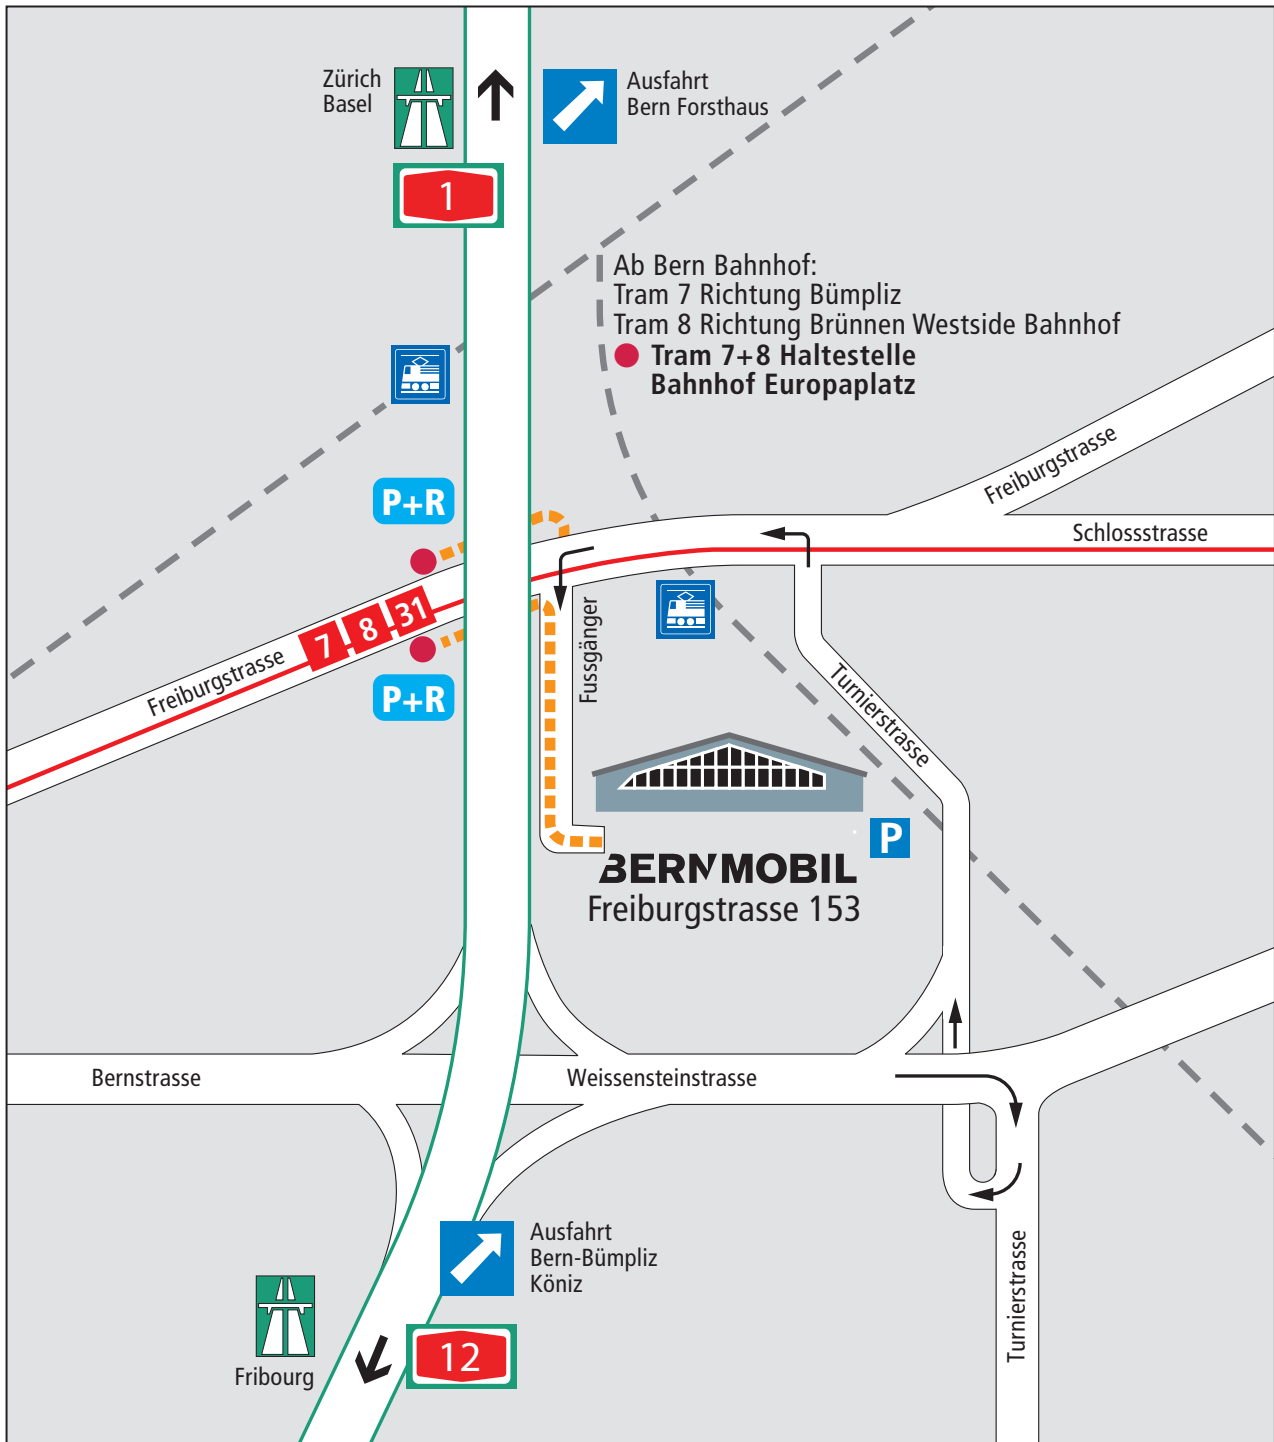 Zürich
Basel
Ausfahrt
Bern Forsthaus
1
Ab Bern Bahnhof:
Tram 7 Richtung Bümpliz
Tram 8 Richtung Brünnen Westside Bahnhof
Tram 7+8 Haltestelle
Bahnhof Europaplatz
Freiburgstrasse
Schlossstrasse
P+R
7 8 31
Freiburgstrasse
P+R
Fussgänger
Turnierstrasse
P
BERNMOBIL
Freiburgstrasse 153
Bernstrasse
Weissensteinstrasse
Ausfahrt
Bern-Bümpliz
Köniz
Turnierstrasse
12
Fribourg